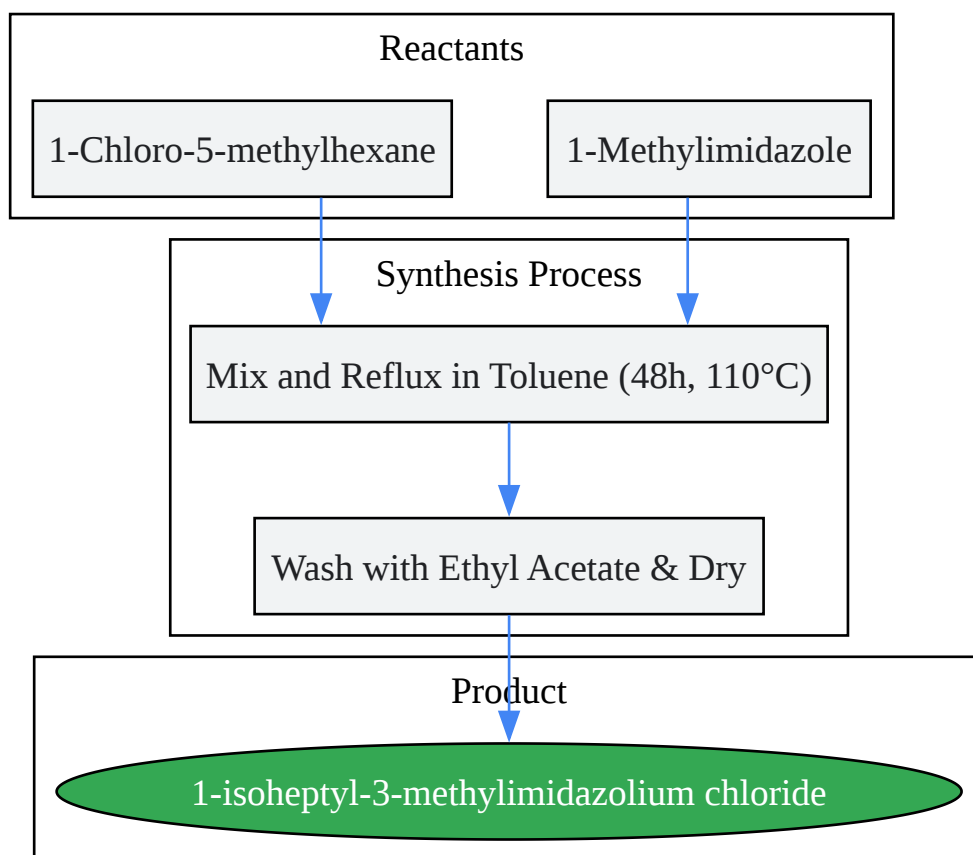 Reactants
1-Chloro-5-methylhexane
1-Methylimidazole
Synthesis Process
Mix and Reflux in Toluene (48h, 110°C)
Wash with Ethyl Acetate & Dry
Product
1-isoheptyl-3-methylimidazolium chloride